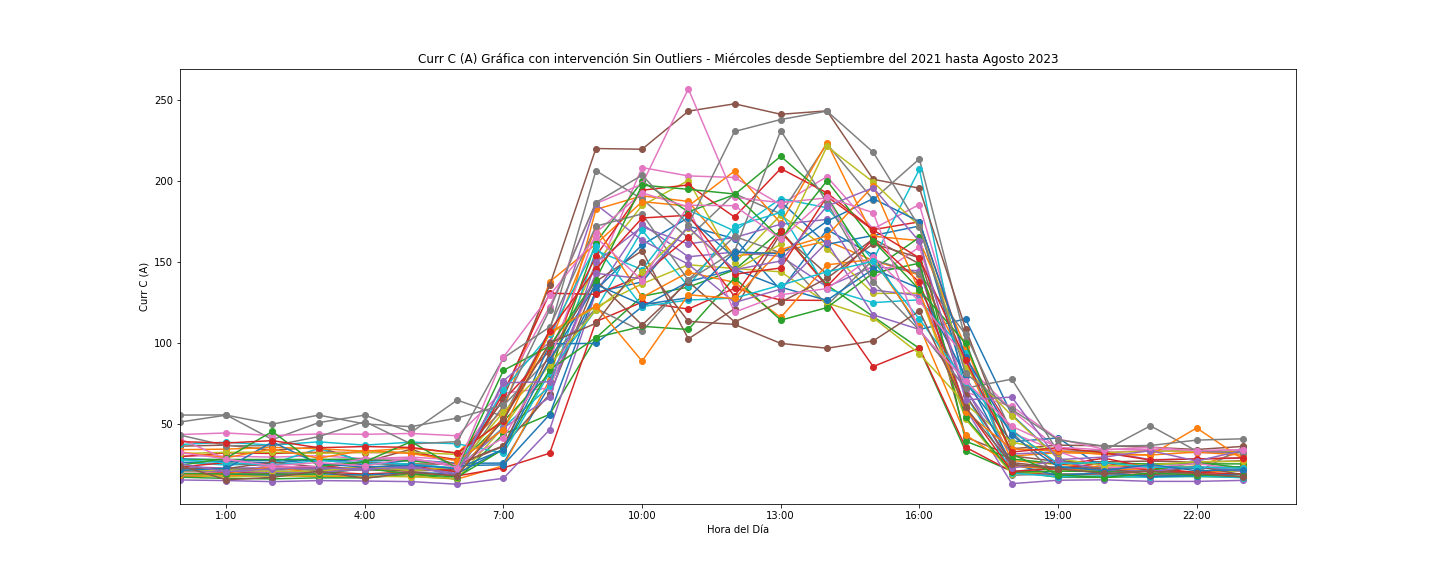 Curr C (A) Gráfica con intervención Sin Outliers - Miércoles desde Septiembre del 2021 hasta Agosto 2023
250
200
150
100
50
Curr C (A)
1:00 4:00 7:00 10:00 13:00 16:00 19:00 22:00
Hora del Día